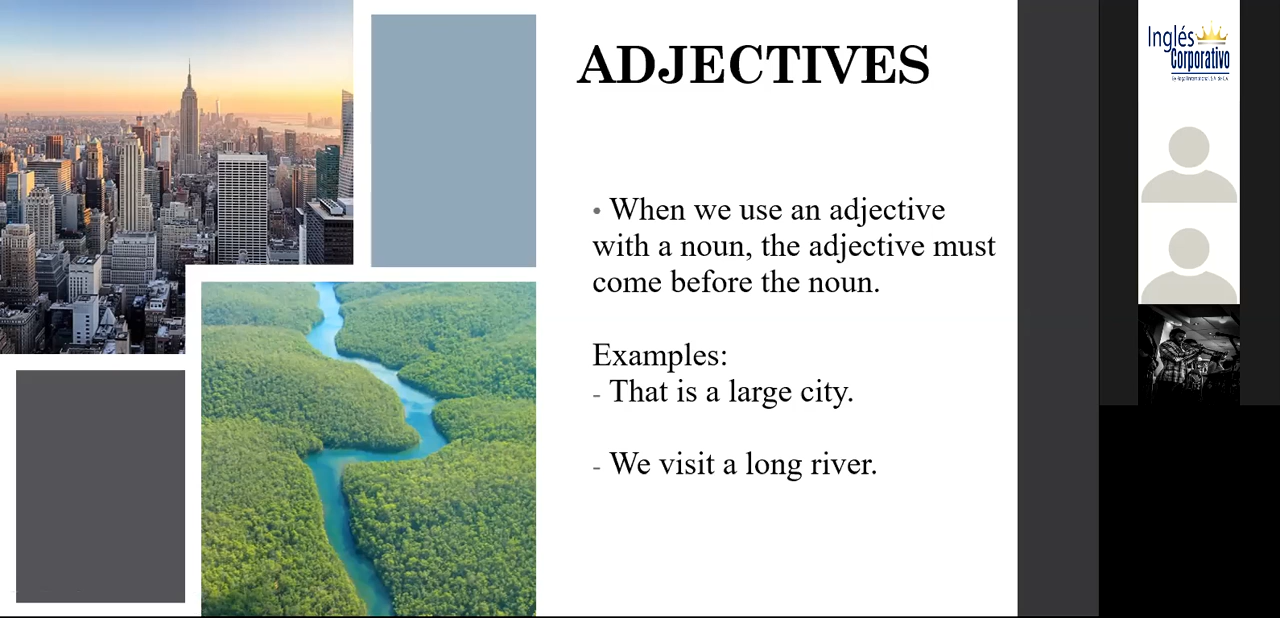 ADJECTIVES
• When we use an adjective
with a noun, the adjective must
come before the noun.
Examples:
- That is a large city.
- We visit a long river.
Inglés
Corporativo